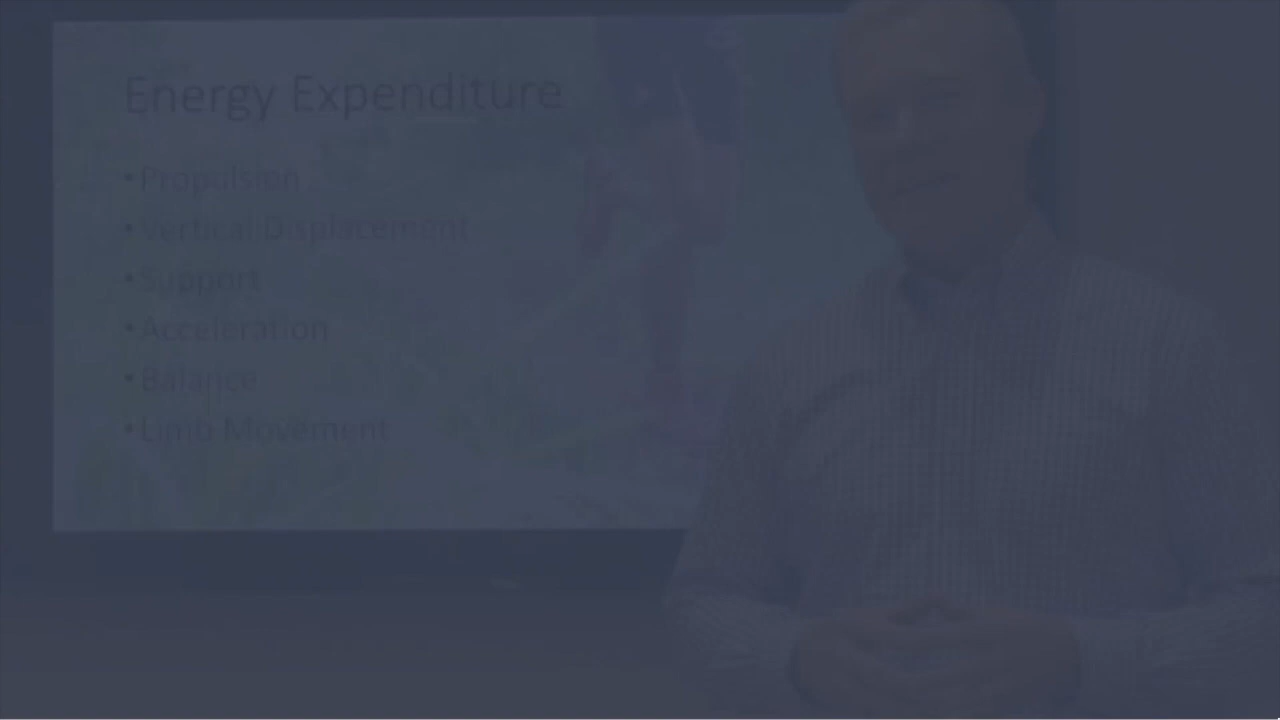 Energy Expenditure
• Propulsion
• Vertical Displacement
• Support
• Acceleration
• Balance
• Limb Movement